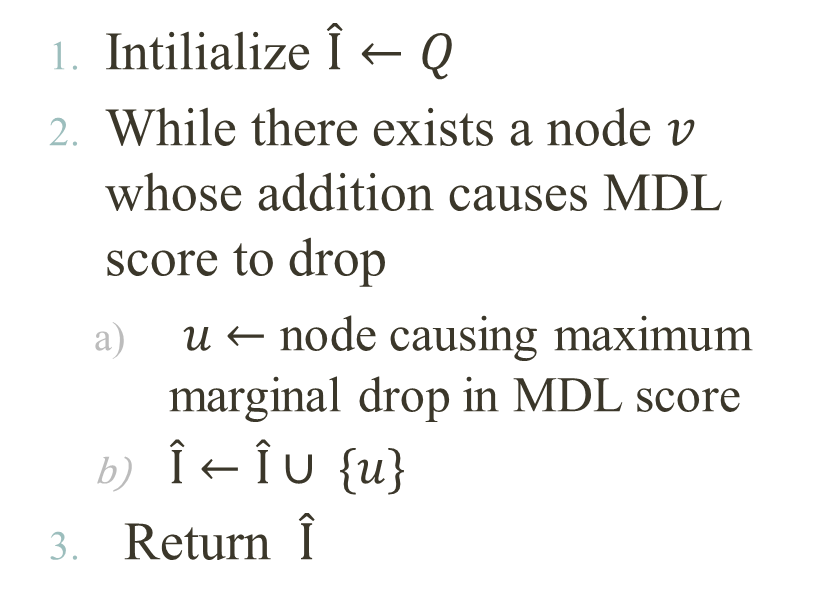 1. Intilialize Î ← 𝑄
2. While there exists a node 𝑣
whose addition causes MDL
score to drop
a) 𝑢 ← node causing maximum
marginal drop in MDL score
b) Î ← Î ∪ {𝑢}
3. Return Î